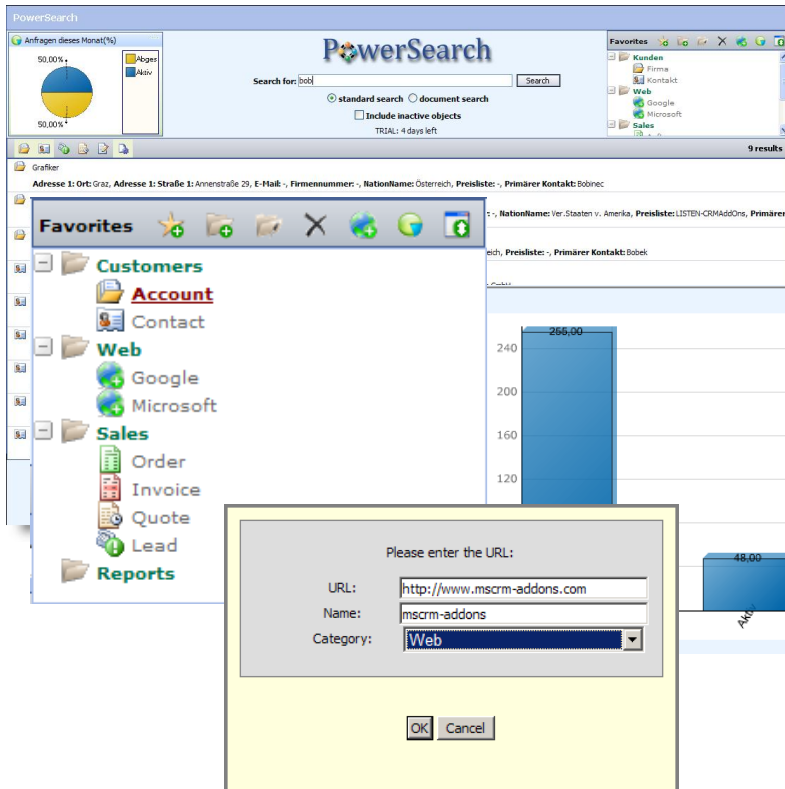 PowerSearch
Anfragen dieses Monat(%)
50,00%
Abges
Aktiv
50,00%
PowerSearch
Search for: bob Search
standard search document search
Include inactive objects
TRIAL: 4 days left
Favorites
Kunden
Firma
Kontakt
Web
Google
Microsoft
Sales
9 results
Grafiker
Adresse 1: Ort: Graz, Adresse 1: Straße 1: Annenstraße 29, E-Mail: -, Firmennummer: -, NationName: Österreich, Preisliste: -, Primärer Kontakt: Bobinec
-, NationName: Ver.Staaten v. Amerika, Preisliste: LISTEN-CRMAddOns, Primärer
eich, Preisliste: -, Primärer Kontakt: Bobek
Favorites
Customers
Account
Contact
Web
Google
Microsoft
Sales
Order
Invoice
Quote
Lead
Reports
255,00
240
200
160
120
48,00
Aktiv
Please enter the URL:
URL: http://www.mscrm-addons.com
Name: mscrm-addons
Category: Web
OK Cancel